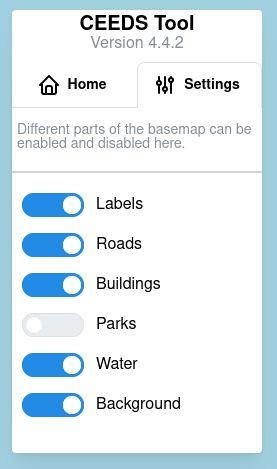 CEEDS Tool
Version 4.4.2
Home
Settings
Different parts of the basemap can be
enabled and disabled here.
Labels
Roads
Buildings
Parks
Water
Background